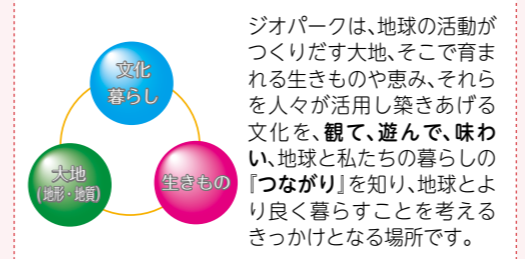 文化
暮らし
大地
(地形・地質)
生きもの
ジオパークは、地球の活動が
つくりだす大地、そこで育ま
れる生きものや恵み、それら
を人々が活用し築きあげる
文化を、観て、遊んで、味わ
い、地球と私たちの暮らしの
『つながり』を知り、地球とよ
り良く暮らすことを考える
きっかけとなる場所です。